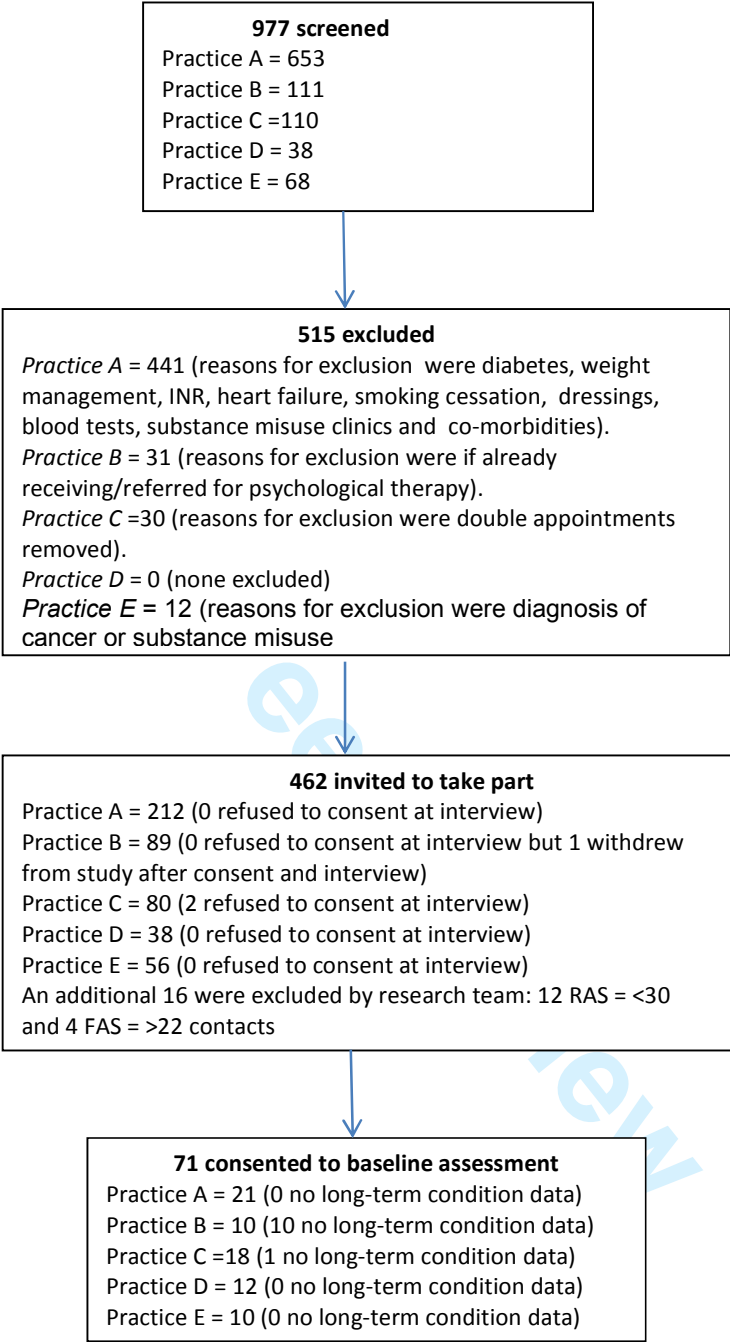 977 screened
Practice A = 653
Practice B = 111
Practice C =110
Practice D = 38
Practice E = 68
515 excluded
Practice A = 441 (reasons for exclusion were diabetes, weight
management, INR, heart failure, smoking cessation, dressings,
blood tests, substance misuse clinics and co-morbidities).
Practice B = 31 (reasons for exclusion were if already
receiving/referred for psychological therapy).
Practice C =30 (reasons for exclusion were double appointments
removed).
Practice D = 0 (none excluded)
Practice E = 12 (reasons for exclusion were diagnosis of
cancer or substance misuse
462 invited to take part
Practice A = 212 (0 refused to consent at interview)
Practice B = 89 (0 refused to consent at interview but 1 withdrew
from study after consent and interview)
Practice C = 80 (2 refused to consent at interview)
Practice D = 38 (0 refused to consent at interview)
Practice E = 56 (0 refused to consent at interview)
An additional 16 were excluded by research team: 12 RAS = <30
and 4 FAS = >22 contacts
71 consented to baseline assessment
Practice A = 21 (0 no long-term condition data)
Practice B = 10 (10 no long-term condition data)
Practice C =18 (1 no long-term condition data)
Practice D = 12 (0 no long-term condition data)
Practice E = 10 (0 no long-term condition data)